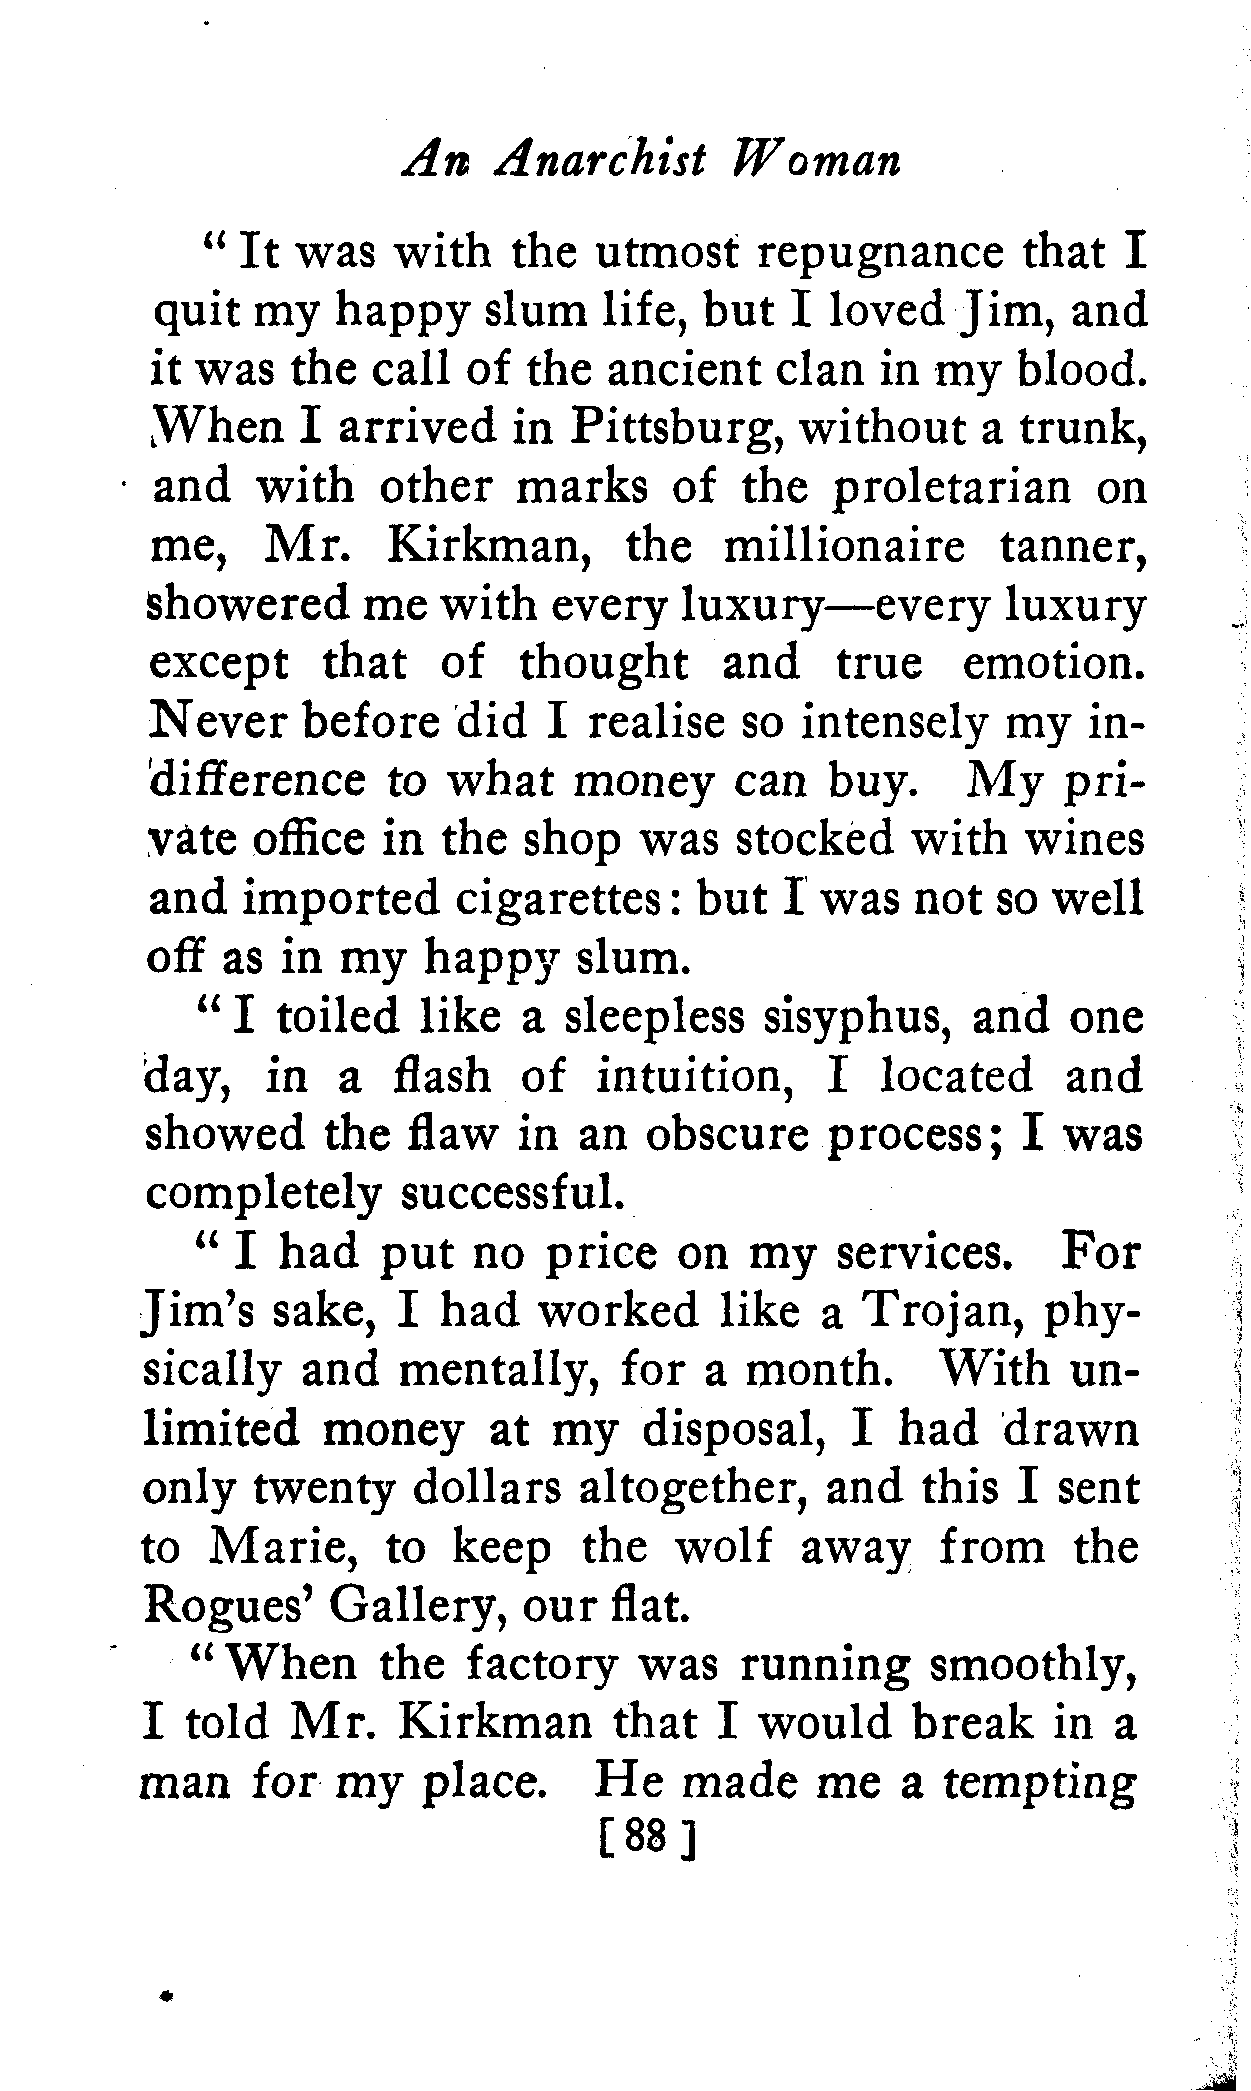 An Anarchist Woman
“ It was with the utmost repugnance that I
quit my happy slum life, but I loved Jim, and
it was the call of the ancient clan in my blood.
When I arrived in Pittsburg, without a trunk,
and with other marks of the proletarian on
me, Mr. Kirkman, the millionaire tanner,
showered me with every luxury—every luxury
except that of thought and true emotion.
Never before did I realise so intensely my in-
difference to what money can buy. My pri-
vate office in the shop was stocked with wines
and imported cigarettes: but I was not so well
off as in my happy slum.
“ I toiled like a sleepless sisyphus, and one
day, in a flash of intuition, I located and
showed the flaw in an obscure process; I was
completely successful.
“ I had put no price on my services. For
Jim’s sake, I had worked like a Trojan, phy-
sically and mentally, for a month. With un-
limited money at my disposal, I had drawn
only twenty dollars altogether, and this I sent
to Marie, to keep the wolf away from the
Rogues’ Gallery, our flat.
“ When the factory was running smoothly,
I told Mr. Kirkman that I would break in a
man for my place. He made me a tempting
[ 88 ]